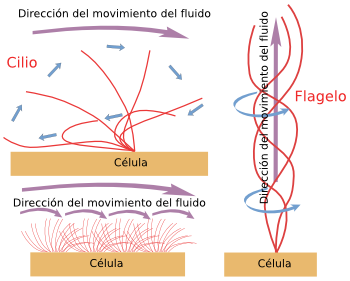 Dirección del movimiento del fluido
Cilio
Célula
Dirección del movimiento del fluido
Célula
Dirección del movimiento del fluido
Flagelo
Célula